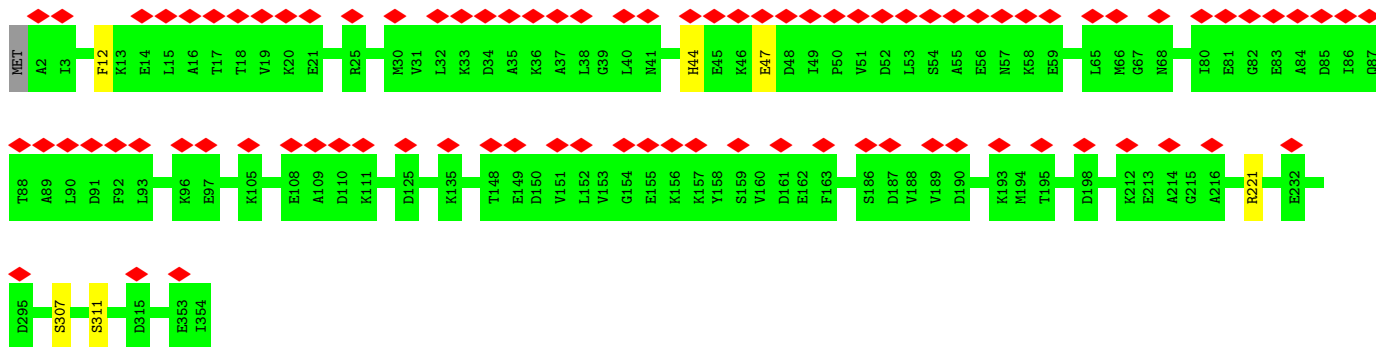 MET A2 I3 F12 K13 E14 L15 A16 T17 T18 V19 K20 E21 R25 M30 V31 L32 K33 D34 A35 K36 A37 L38 G39 L40 N41 H44 E45 K46 E47 D48 I49 P50 V51 D52 L53 S54 A55 E56 N57 K58 E59 L65 M66 G67 N68 I80 E81 G82 E83 A84 D85 I86 Q87
T88 A89 L90 D91 F92 L93 K96 E97 K105 E108 A109 D110 K111 D125 K135 T148 E149 D150 V151 L152 V153 G154 E155 K156 K157 Y158 S159 V160 D161 E162 F163 S186 D187 V188 V189 D190 K193 M194 T195 D198 K212 E213 A214 G215 A216 R221 E232
D295 S307 S311 D315 E353 I354